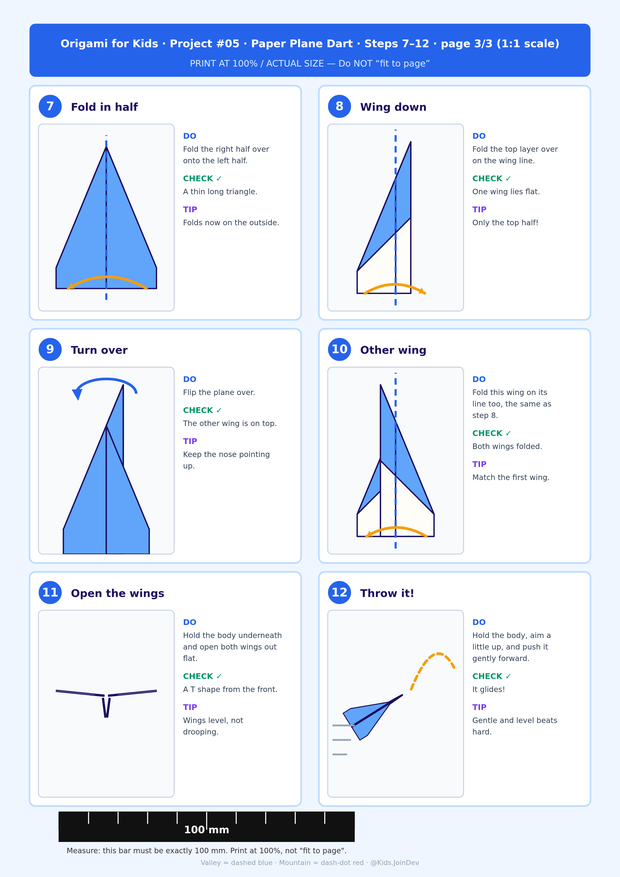 Origami for Kids · Project #05 · Paper Plane Dart · Steps 7–12 · page 3/3 (1:1 scale)
PRINT AT 100% / ACTUAL SIZE — Do NOT "fit to page"
7 Fold in half
DO
Fold the right half over
onto the left half.
CHECK ✓
A thin long triangle.
TIP
Folds now on the outside.
8 Wing down
DO
Fold the top layer over
on the wing line.
CHECK ✓
One wing lies flat.
TIP
Only the top half!
9 Turn over
DO
Flip the plane over.
CHECK ✓
The other wing is on top.
TIP
Keep the nose pointing
up.
10 Other wing
DO
Fold this wing on its
line too, the same as
step 8.
CHECK ✓
Both wings folded.
TIP
Match the first wing.
11 Open the wings
DO
Hold the body underneath
and open both wings out
flat.
CHECK ✓
A T shape from the front.
TIP
Wings level, not
drooping.
12 Throw it!
DO
Hold the body, aim a
little up, and push it
gently forward.
CHECK ✓
It glides!
TIP
Gentle and level beats
hard.
100 mm
Measure: this bar must be exactly 100 mm. Print at 100%, not "fit to page".
Valley = dashed blue · Mountain = dash-dot red · @Kids.JoinDev